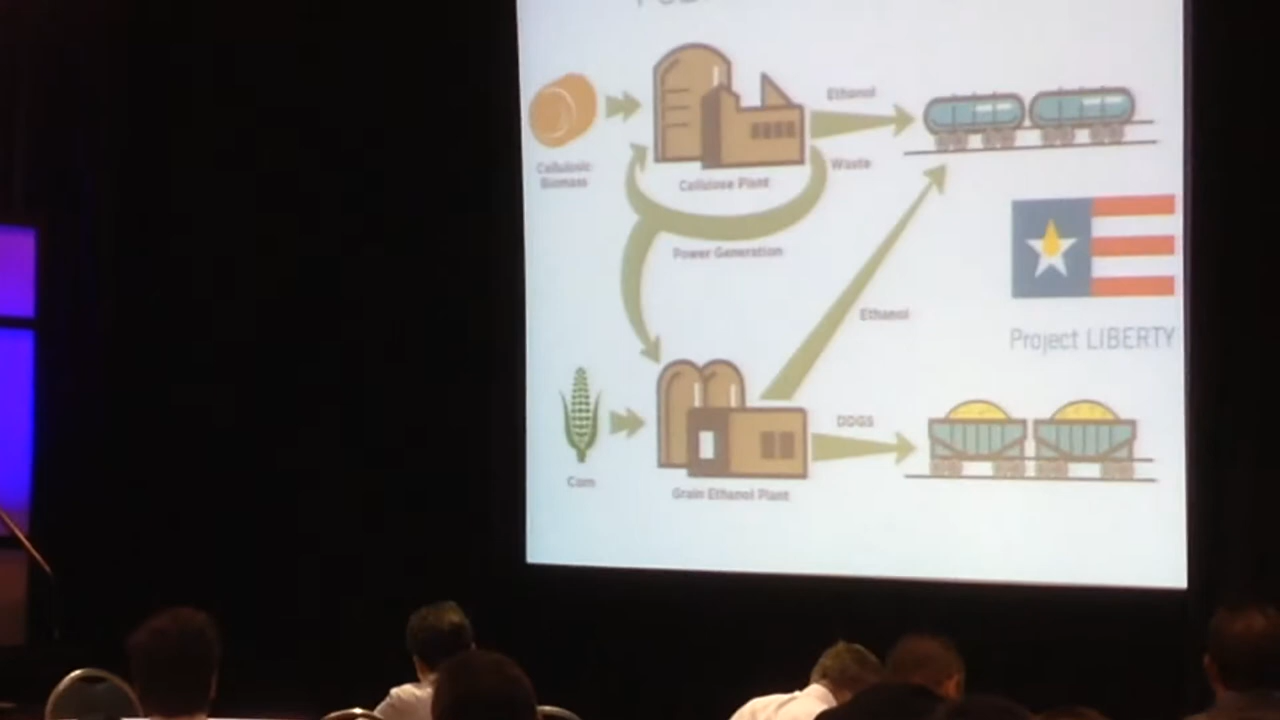 Ethanol
Cellulosic
Biomass
Waste
Cellulose Plant
Power Generation
Ethanol
Project LIBERTY
DDGS
Corn
Grain Ethanol Plant